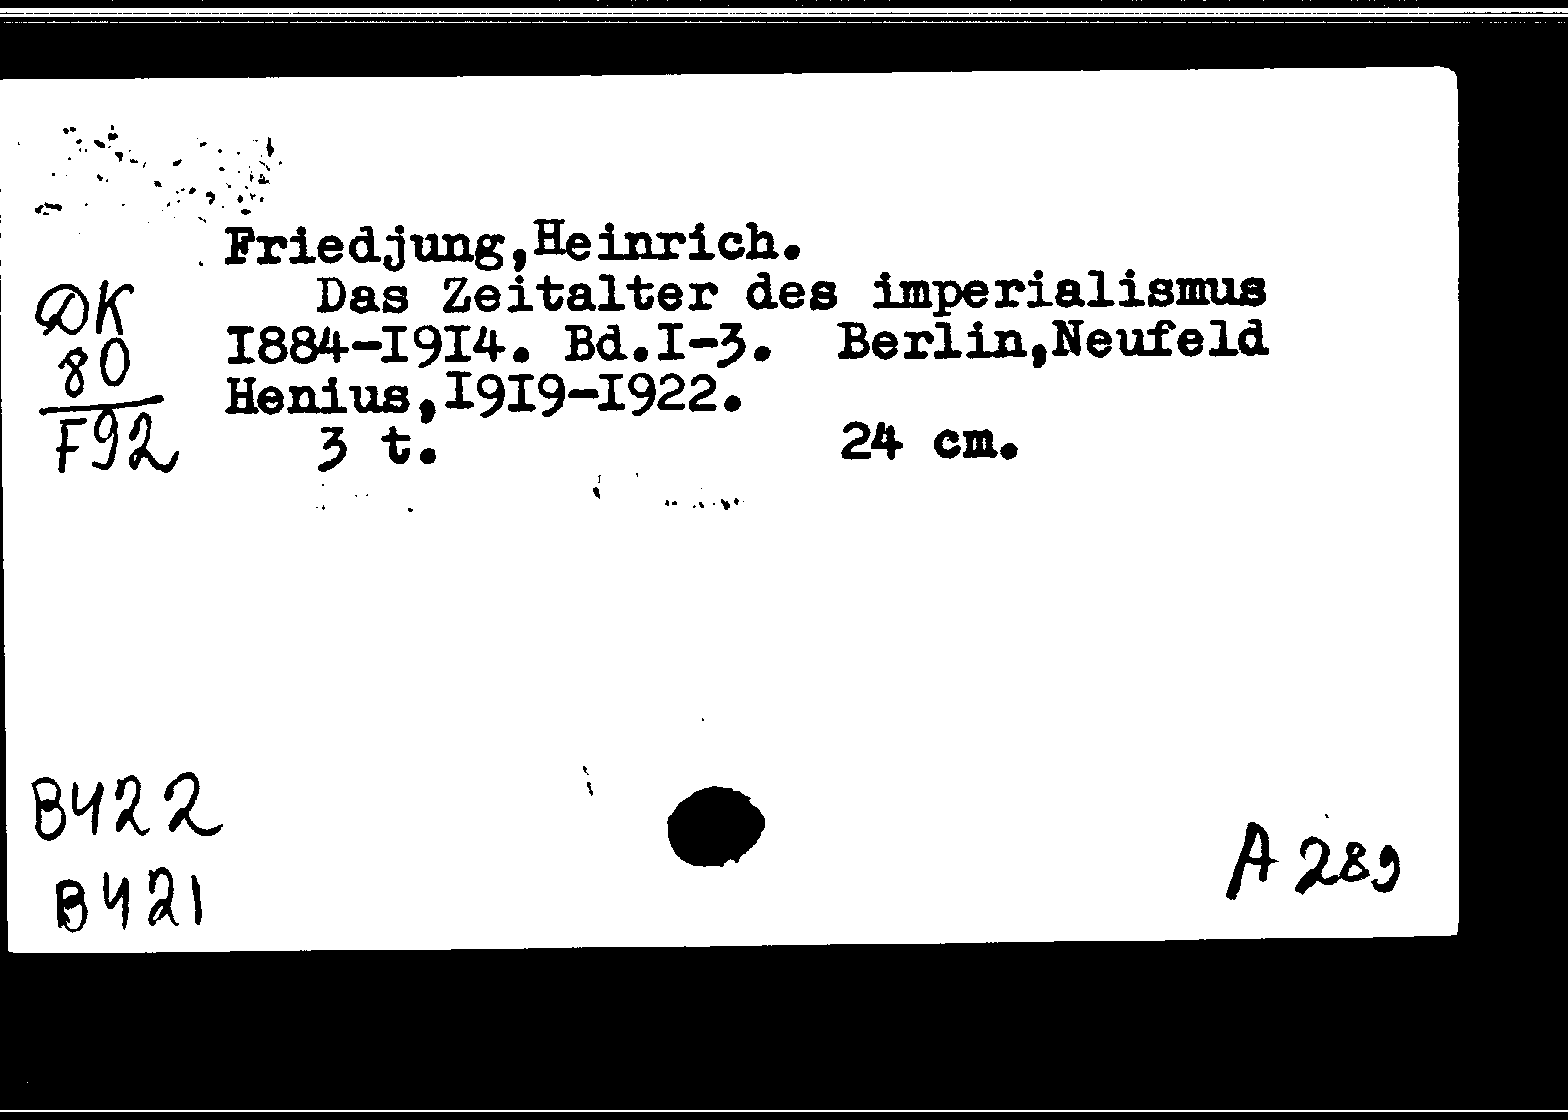 Friedjung,Heinrich.
Das Zeitalter des imperialismus
I884-I9I4. Bd.I-3. Berlin,Neufeld
Henius,I9I9-I922.
3 t. 24 cm.
DK
80
F92
B422
B421
A 289